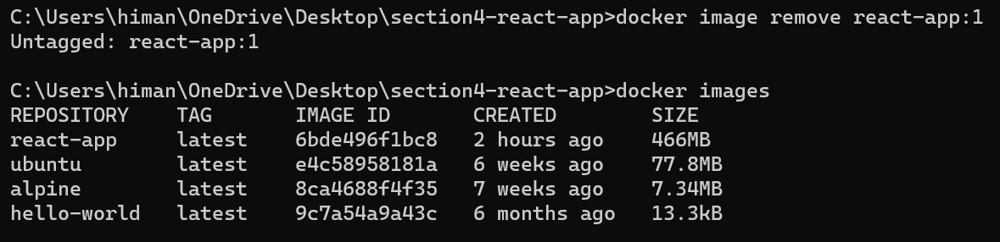 C:\Users\himan\OneDrive\Desktop\section4-react-app>docker image remove react-app:1
Untagged: react-app:1
C:\Users\himan\OneDrive\Desktop\section4-react-app>docker images
REPOSITORY    TAG       IMAGE ID       CREATED        SIZE
react-app     latest    6bde496f1bc8   2 hours ago    466MB
ubuntu        latest    e4c58958181a   6 weeks ago    77.8MB
alpine        latest    8ca4688f4f35   7 weeks ago    7.34MB
hello-world   latest    9c7a54a9a43c   6 months ago   13.3kB